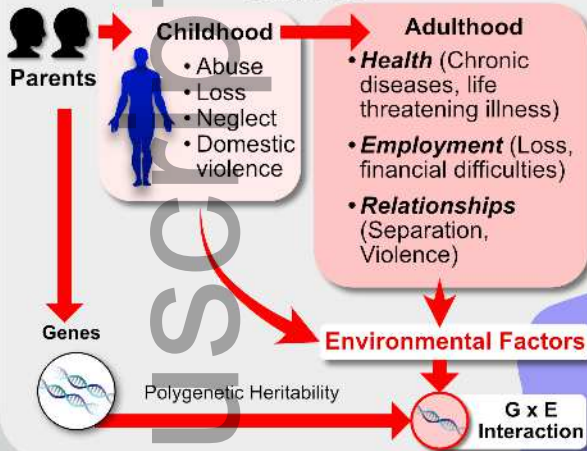 Parents
Childhood
• Abuse
• Loss
• Neglect
• Domestic
violence
Adulthood
• Health (Chronic
diseases, life
threatening illness)
• Employment (Loss,
financial difficulties)
• Relationships
(Separation,
Violence)
Genes
Environmental Factors
Polygenetic Heritability
G x E
Interaction
uscrip